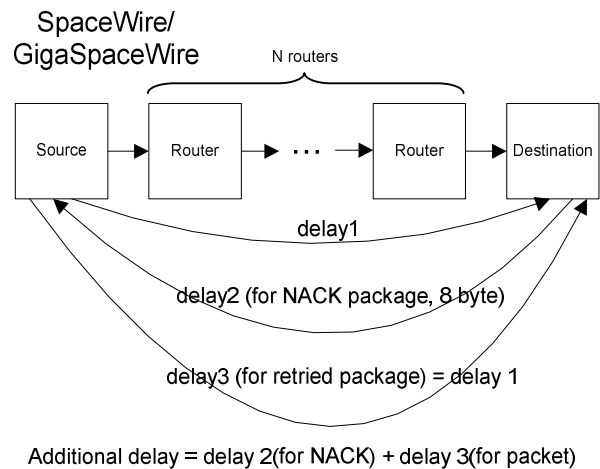 SpaceWire/
GigaSpaceWire
N routers
Source
Router
...
Router
Destination
delay1
delay2 (for NACK package, 8 byte)
delay3 (for retried package) = delay 1
Additional delay = delay 2(for NACK) + delay 3(for packet)